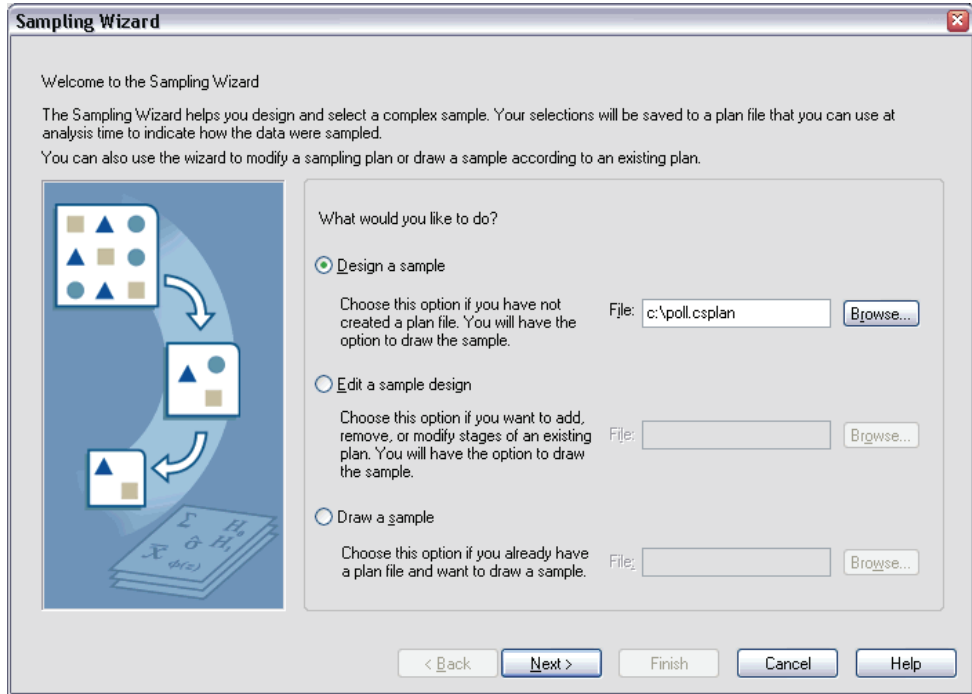 Sampling Wizard
Welcome to the Sampling Wizard
The Sampling Wizard helps you design and select a complex sample. Your selections will be saved to a plan file that you can use at
analysis time to indicate how the data were sampled.
You can also use the wizard to modify a sampling plan or draw a sample according to an existing plan.
What would you like to do?
Design a sample
Choose this option if you have not
created a plan file. You will have the
option to draw the sample.
File: c:\poll.csplan Browse...
Edit a sample design
Choose this option if you want to add,
remove, or modify stages of an existing
plan. You will have the option to draw
the sample.
File: Browse...
Draw a sample
Choose this option if you already have
a plan file and want to draw a sample.
File: Browse...
Σ H₀
X̄ σ̂ H₁
ϕ(z)
< Back Next > Finish Cancel Help